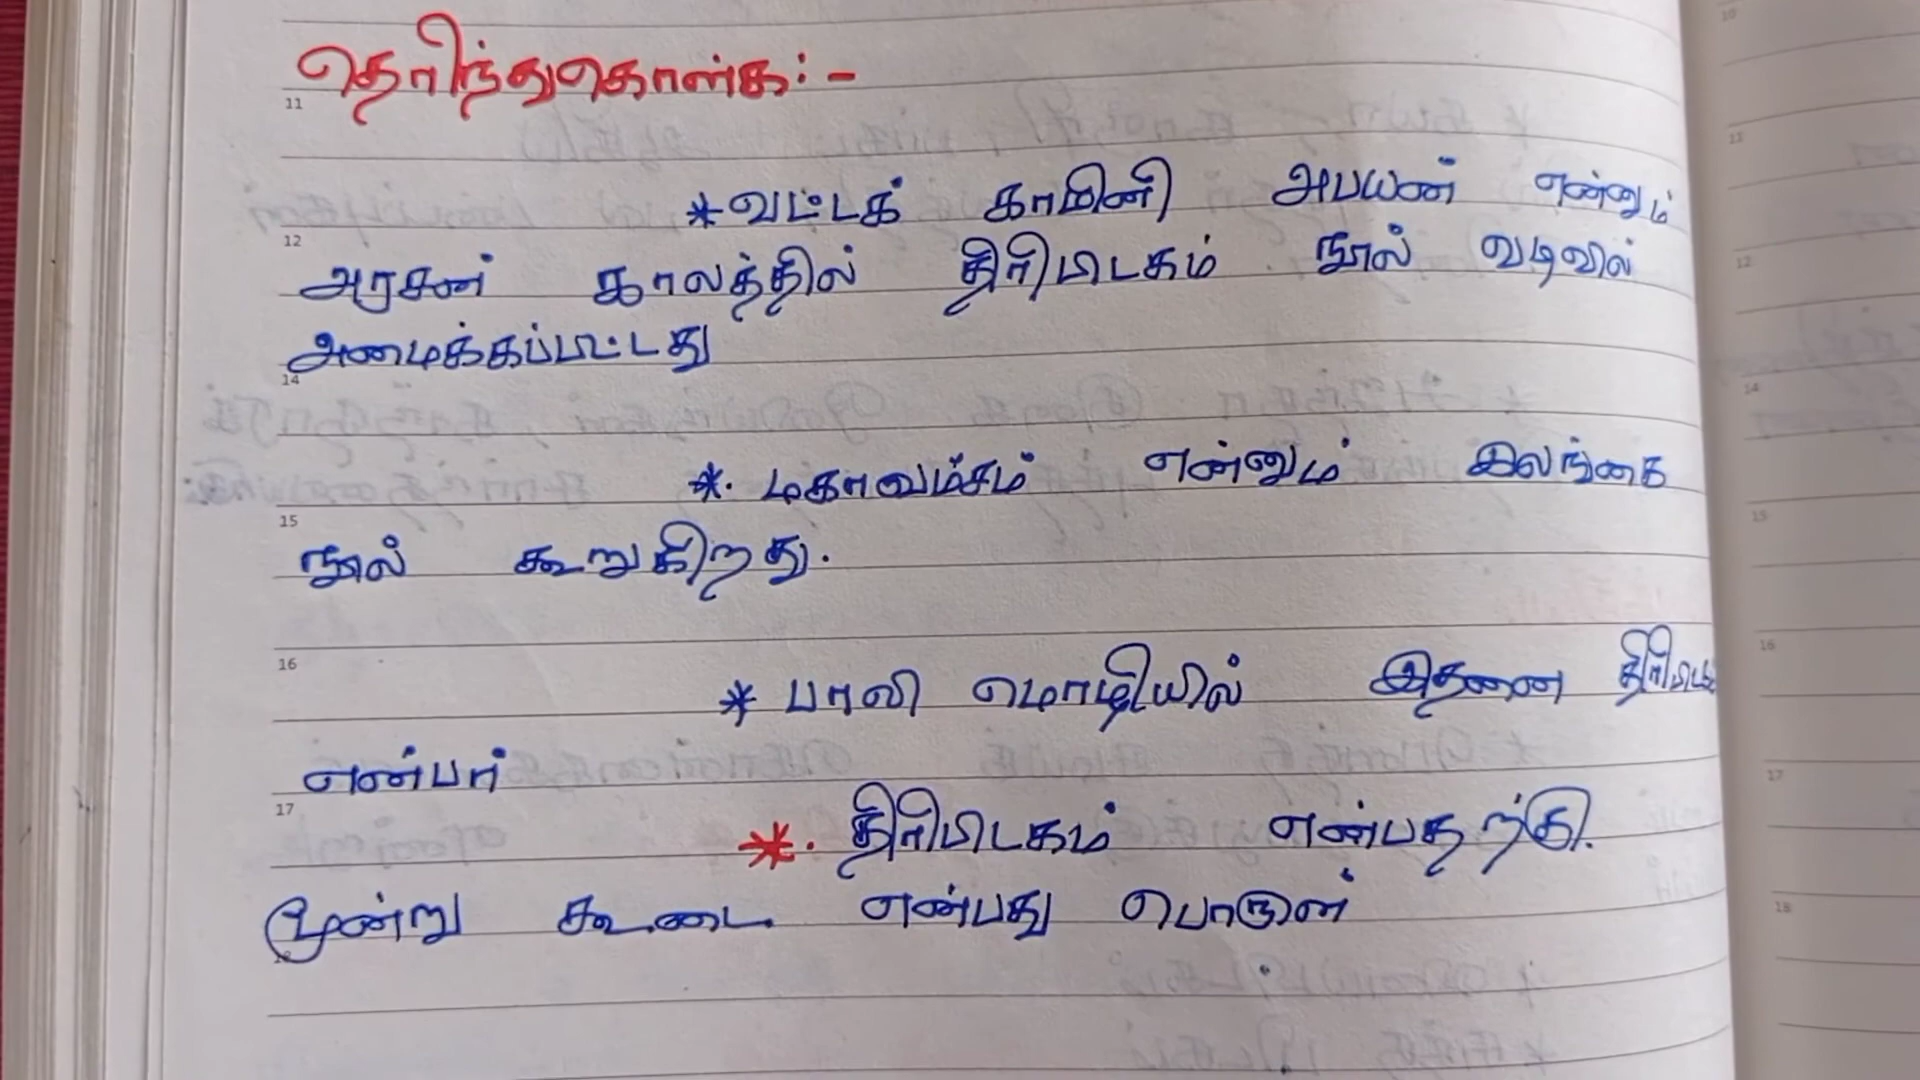 தெரிந்துகொள்க: -
*வட்டக் காமினி அபயன் என்னும்
அரசன் காலத்தில் திரிபிடகம் நூல் வடிவில்
அமைக்கப்பட்டது
*. மகாவம்சம் என்னும் இலங்கை
நூல் கூறுகிறது.
* பாலி மொழியில் இதனை
என்பர்
*. திரிபிடகம் என்பதற்கு.
மூன்று கூடை என்பது பொருள்